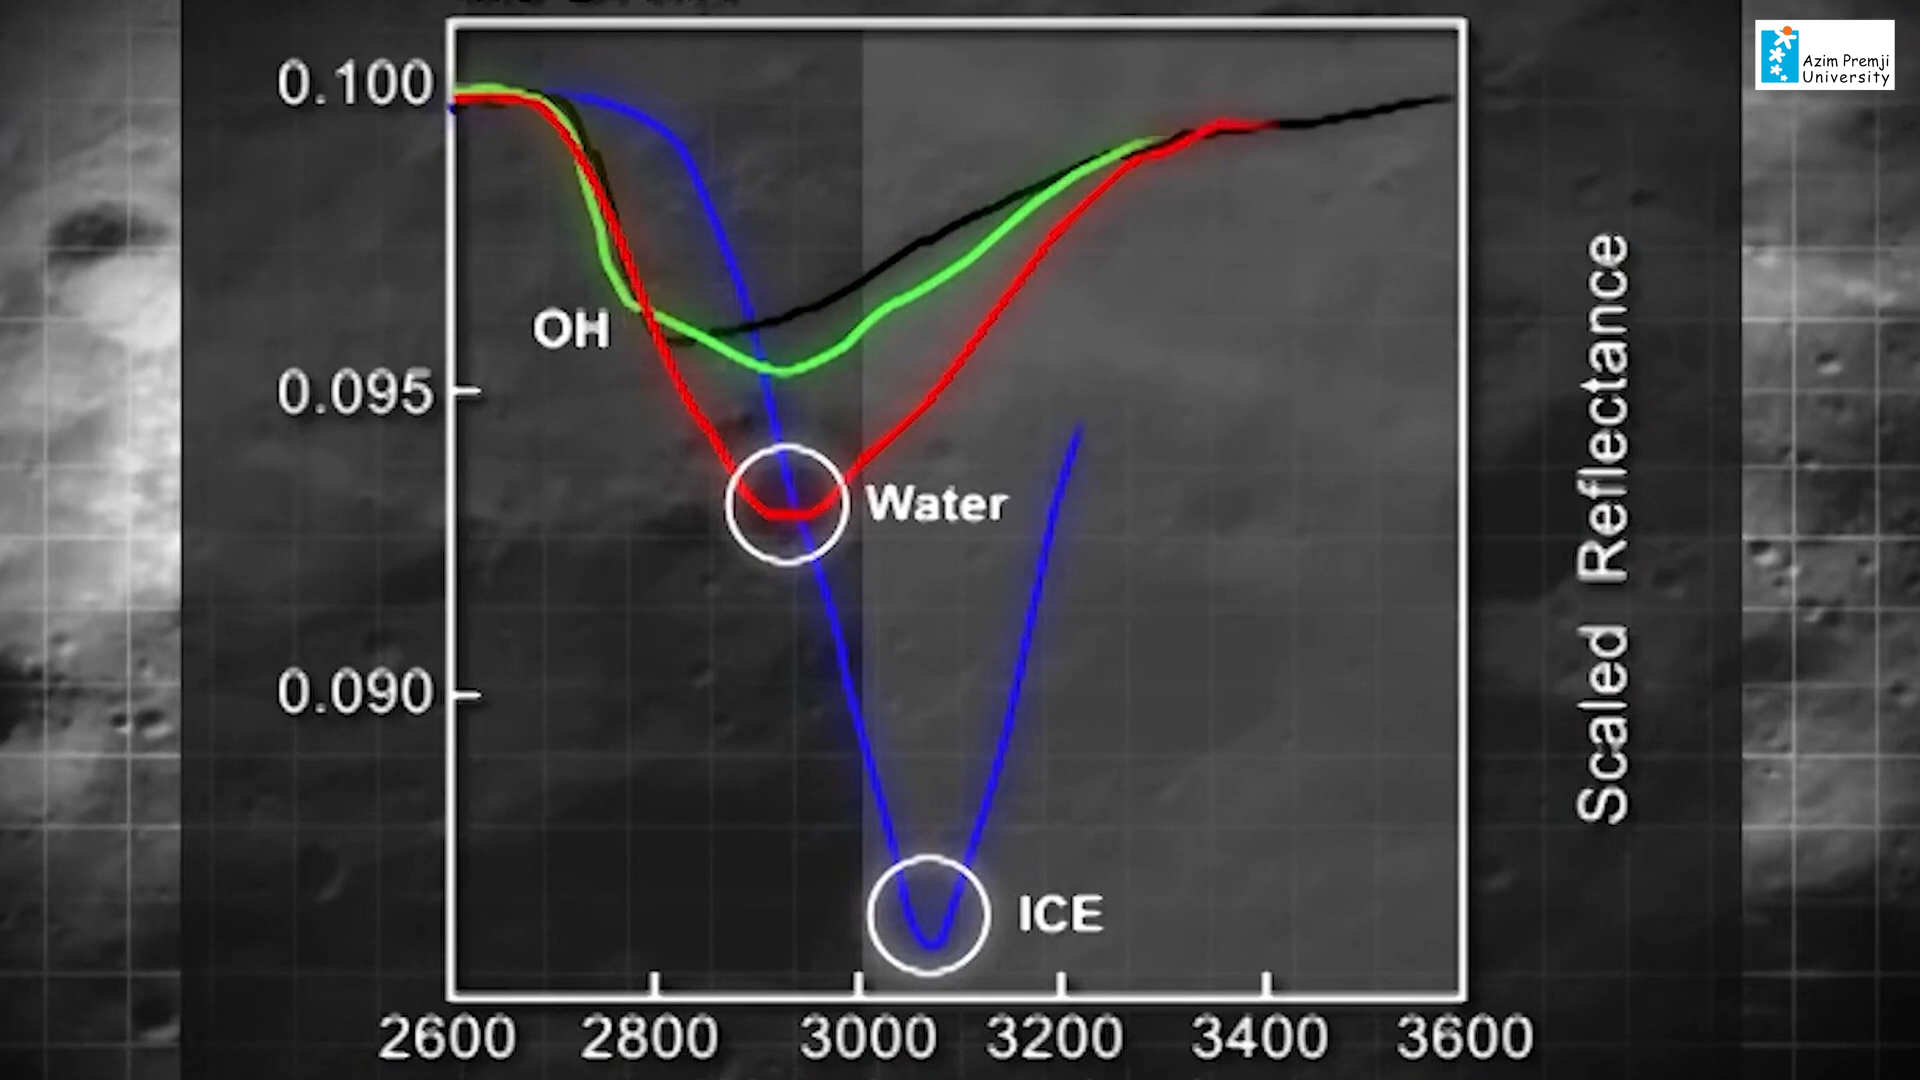 Azim Premji
University
0.100
OH
0.095
Water
0.090
ICE
2600 2800 3000 3200 3400 3600
Scaled Reflectance